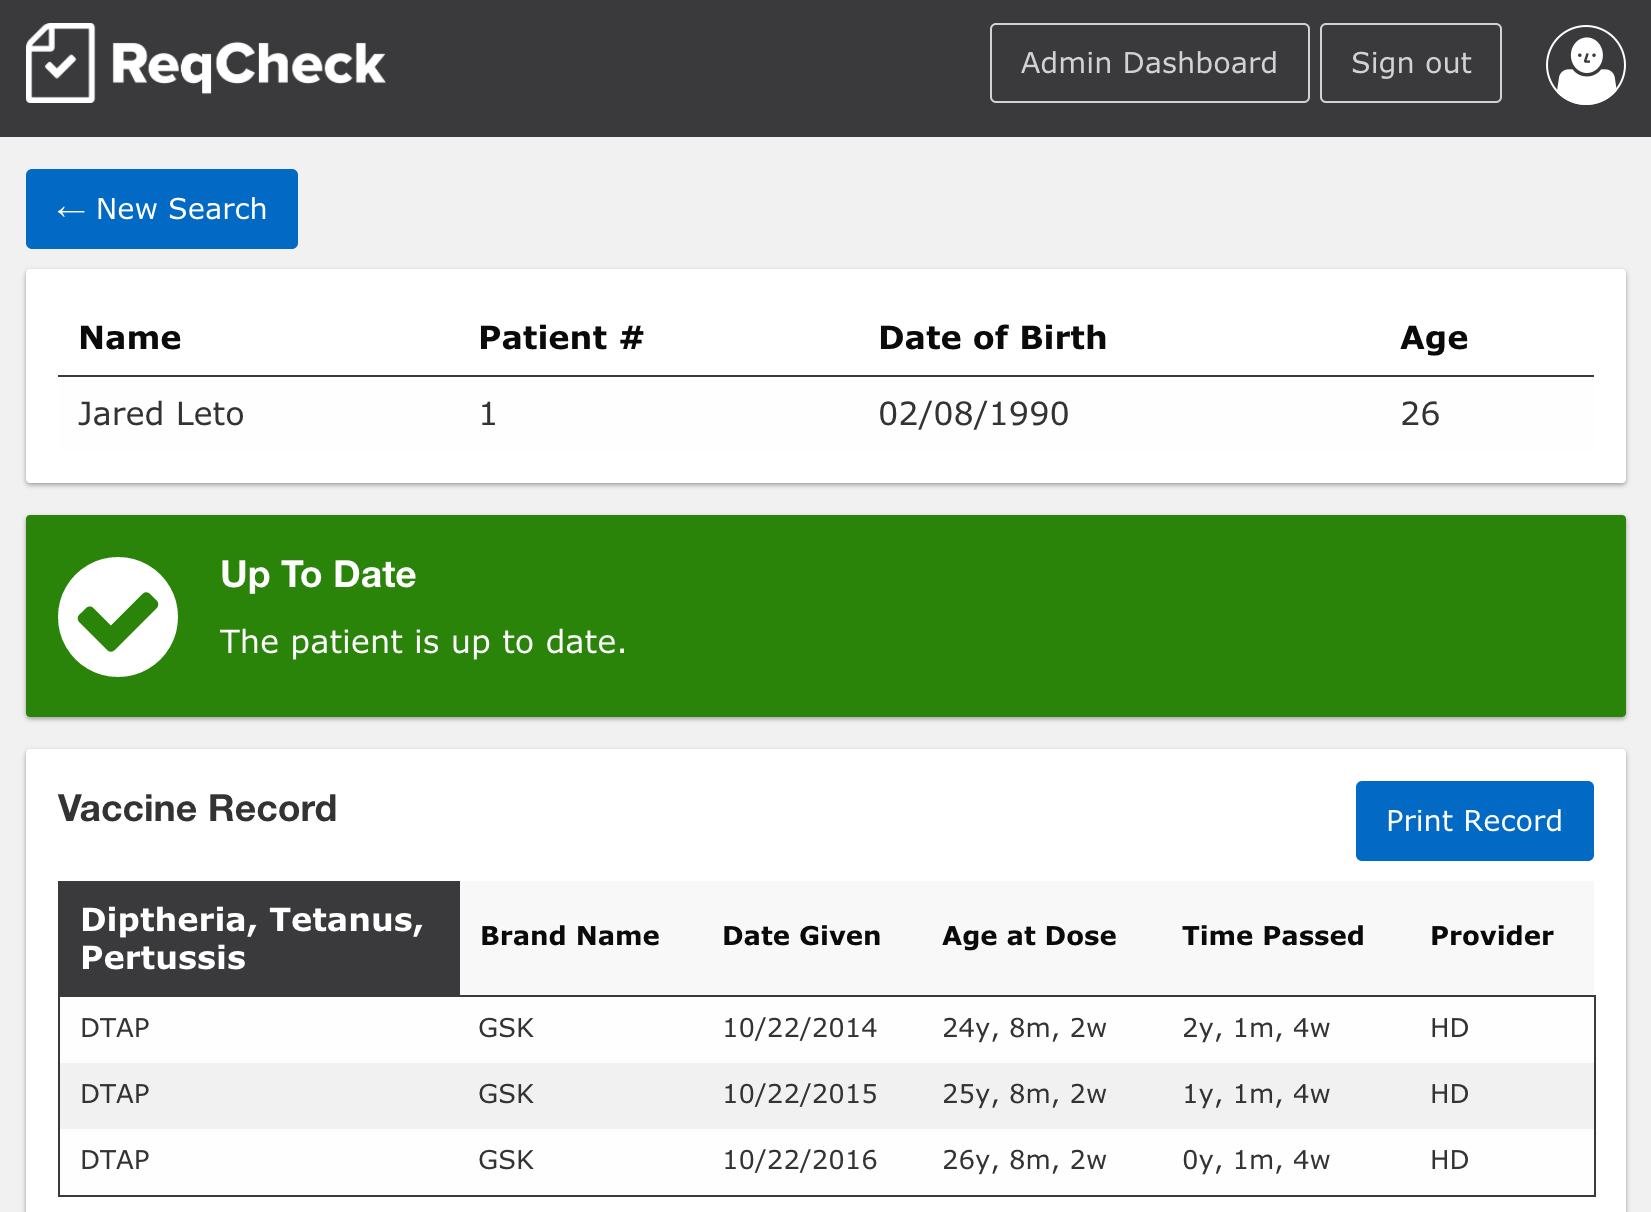 ReqCheck
Admin Dashboard
Sign out
← New Search
Name Patient # Date of Birth Age
Jared Leto 1 02/08/1990 26
Up To Date
The patient is up to date.
Vaccine Record
Print Record
Diptheria, Tetanus,
Pertussis
Brand Name Date Given Age at Dose Time Passed Provider
DTAP GSK 10/22/2014 24y, 8m, 2w 2y, 1m, 4w HD
DTAP GSK 10/22/2015 25y, 8m, 2w 1y, 1m, 4w HD
DTAP GSK 10/22/2016 26y, 8m, 2w 0y, 1m, 4w HD